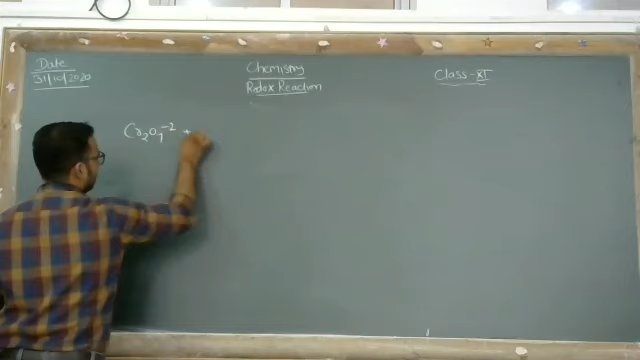 Date
31/10/2020
Chemistry
Redox Reaction
Class-XI
Cr₂O₇⁻² +